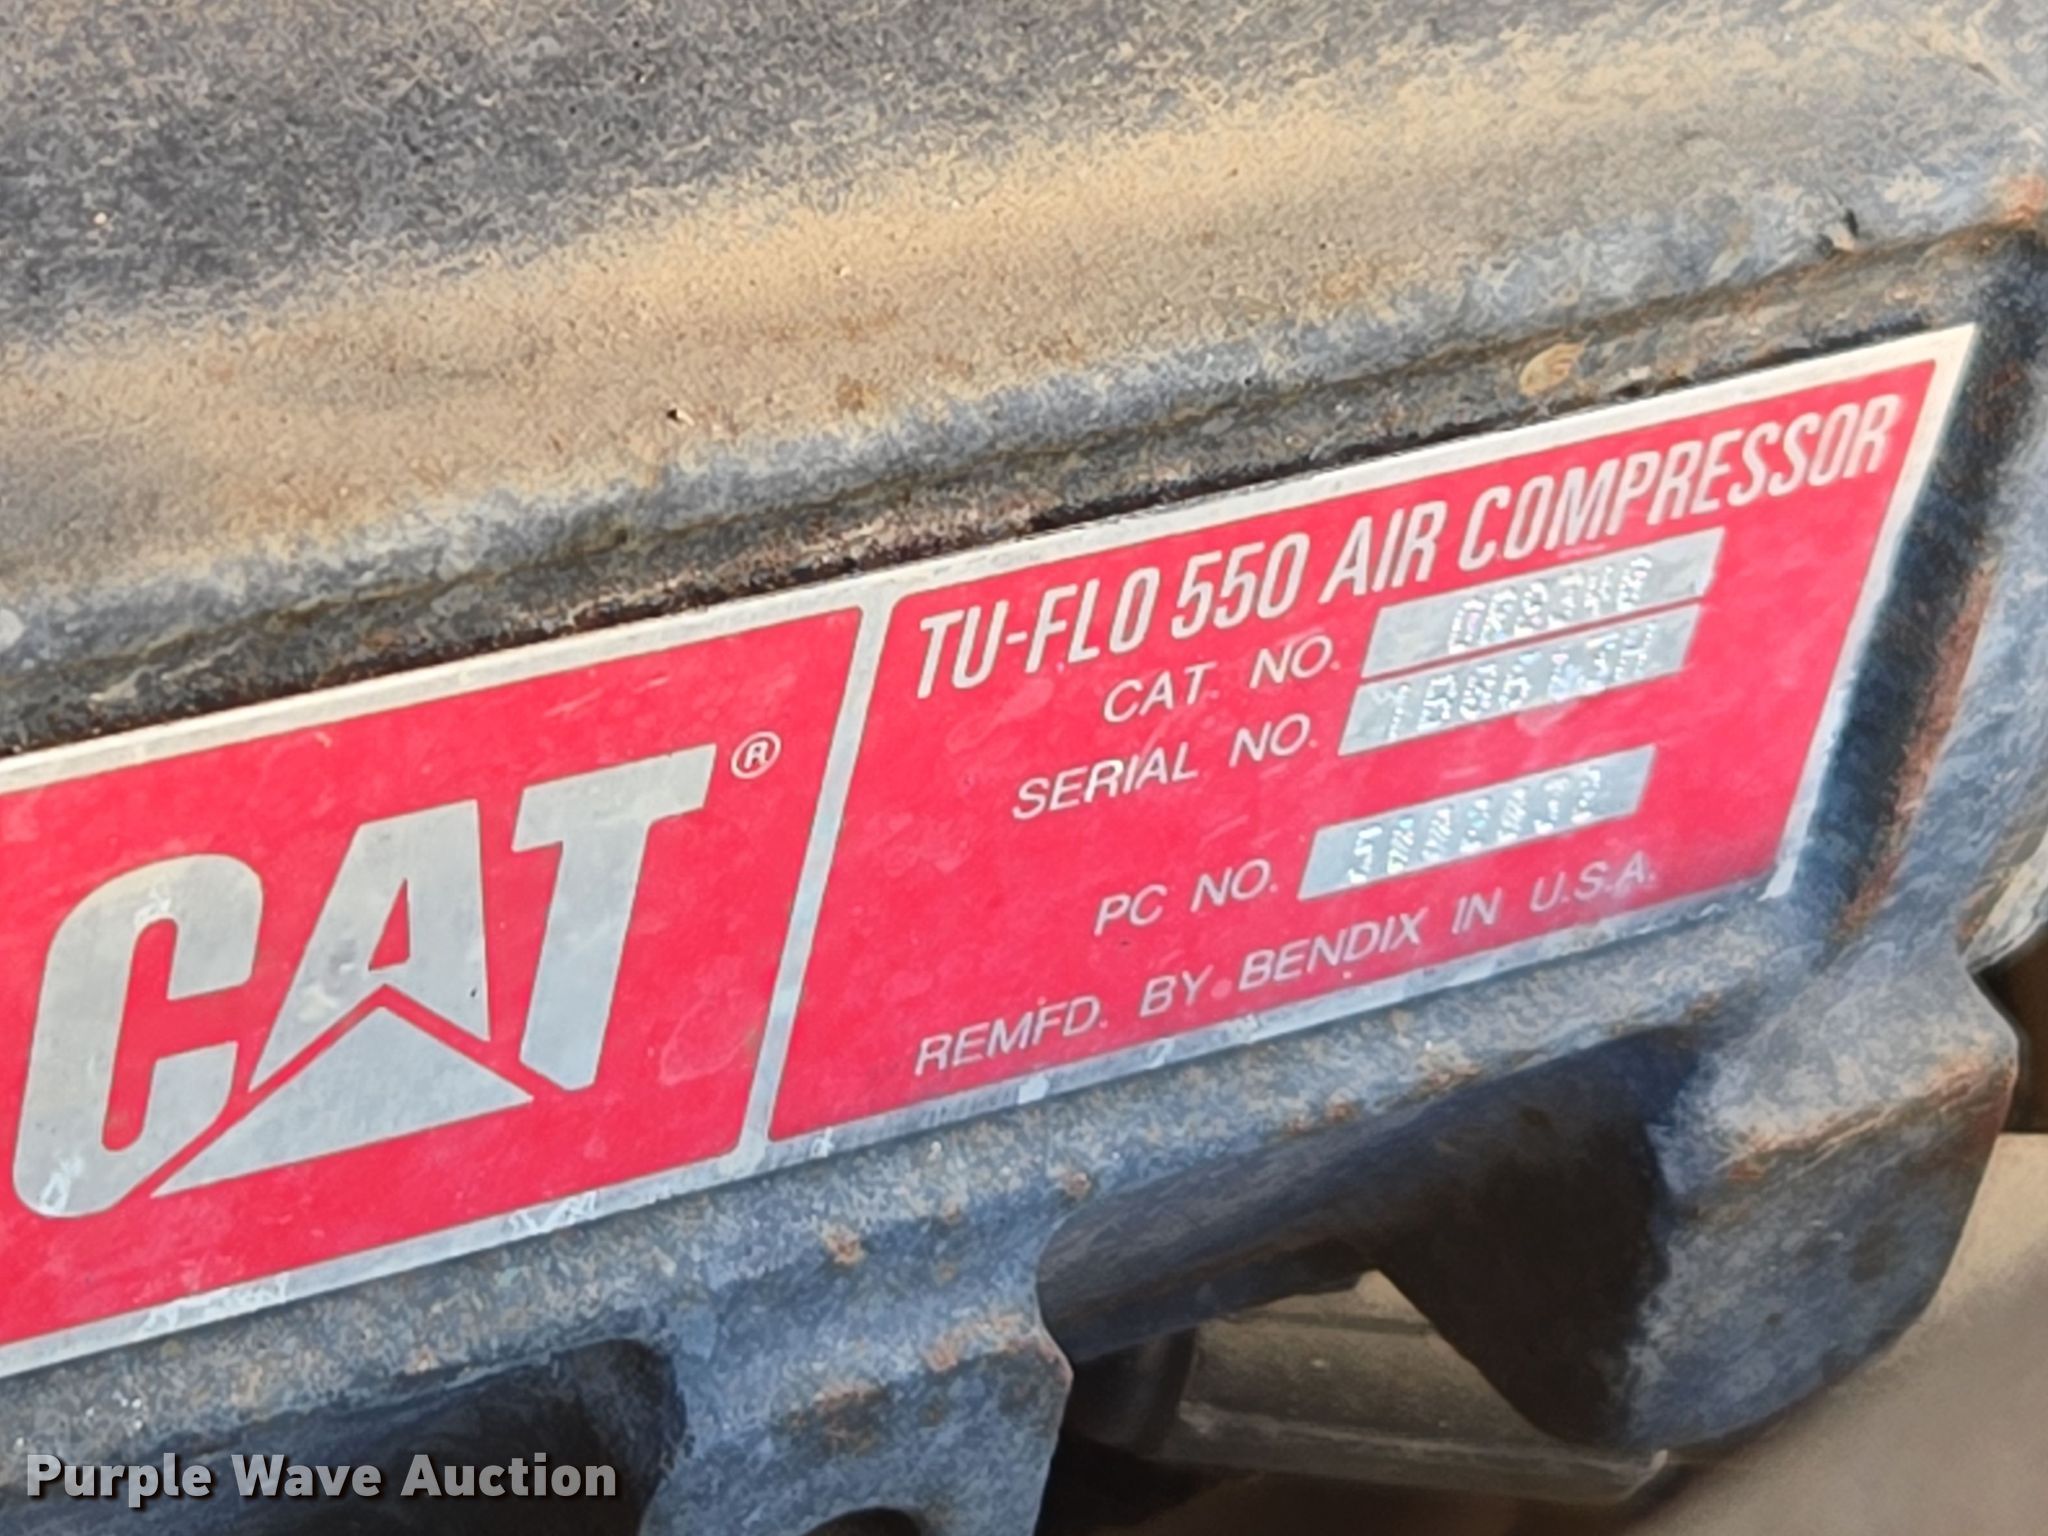 CAT®
TU-FLO 550 AIR COMPRESSOR
CAT. NO.
SERIAL NO.
PC NO.
REMFD. BY BENDIX IN U.S.A.
Purple Wave Auction